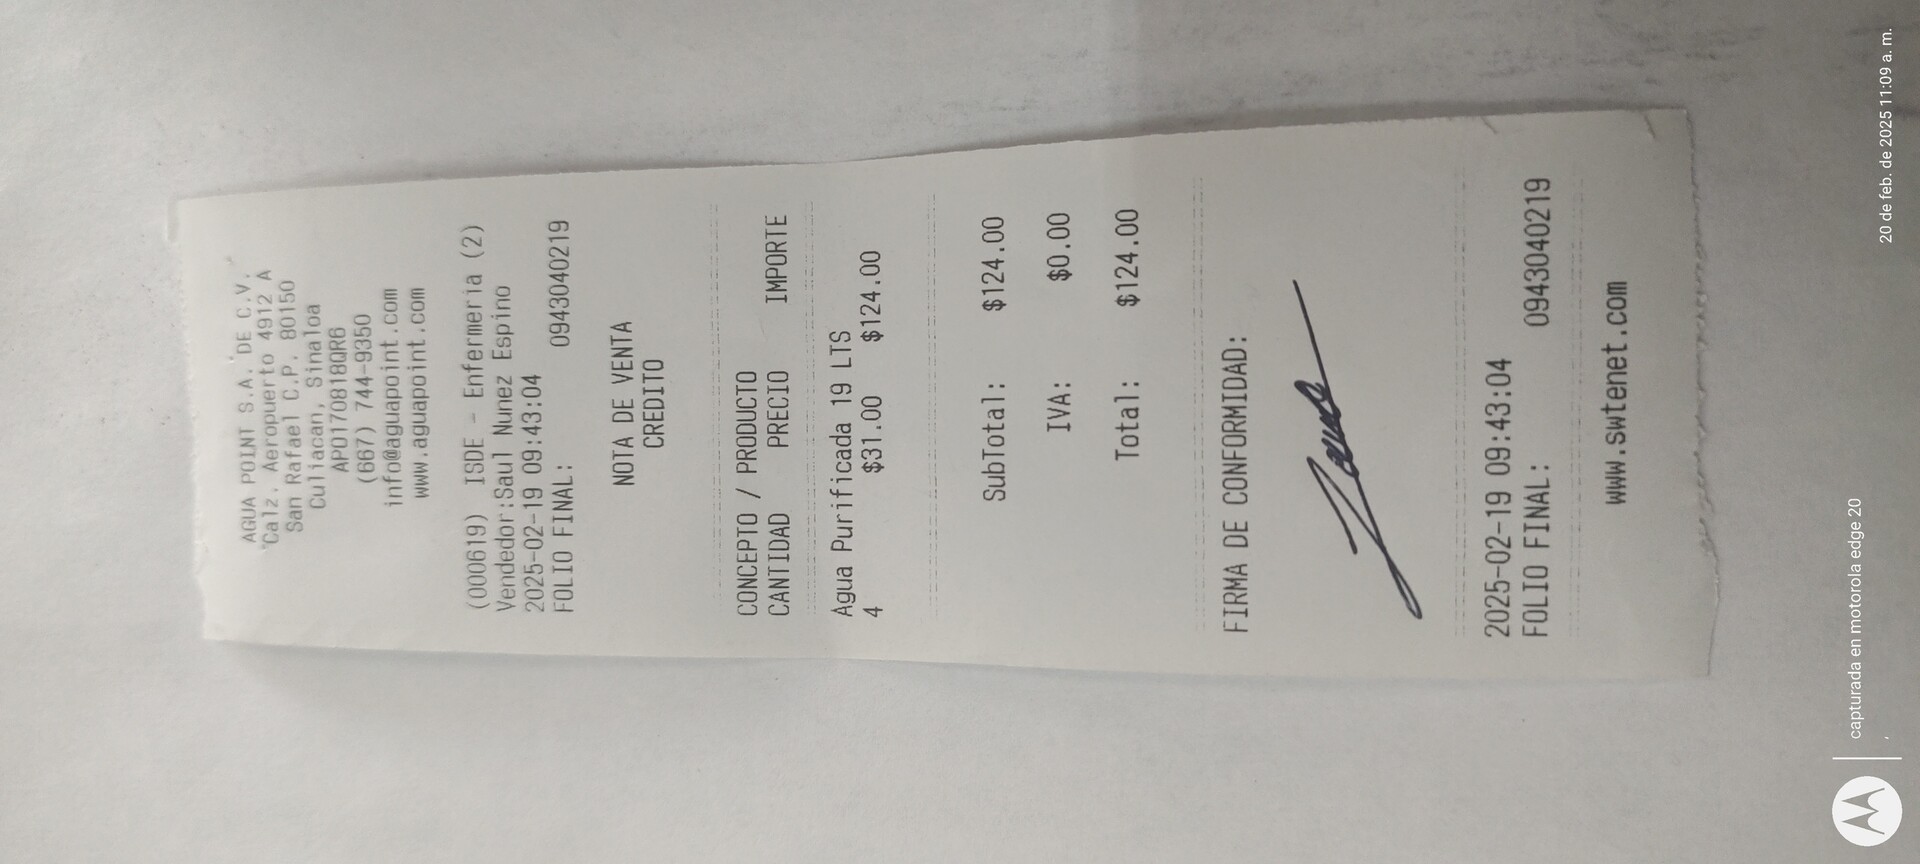 AGUA POINT S.A. DE C.V.
Calz. Aeropuerto 4912 A
San Rafael C.P. 80150
Culiacan, Sinaloa
APO170818QR6
(667) 744-9350
info@aguapoint.com
www.aguapoint.com
(000619) ISDE - Enfermeria (2)
Vendedor:Saul Nunez Espino
2025-02-19 09:43:04
FOLIO FINAL: 0943040219
NOTA DE VENTA
CREDITO
CONCEPTO / PRODUCTO
CANTIDAD PRECIO IMPORTE
Agua Purificada 19 LTS
4 $31.00 $124.00
SubTotal: $124.00
IVA: $0.00
Total: $124.00
FIRMA DE CONFORMIDAD:
2025-02-19 09:43:04
FOLIO FINAL: 0943040219
www.swtenet.com
capturada en motorola edge 20
20 de feb. de 2025 11:09 a. m.